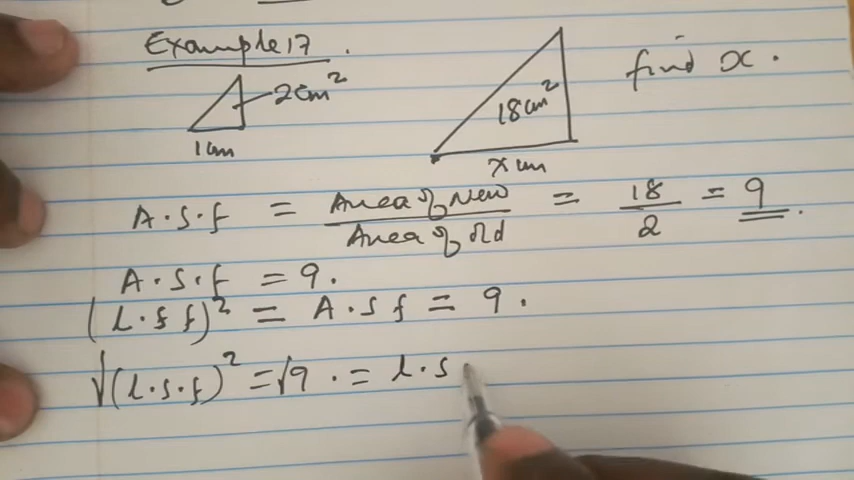 Example 17.
2cm²
18cm²
find x.
1cm
x cm
A.s.f = Area of New / Area of Old = 18/2 = 9.
A.s.f = 9.
(L.s f)² = A.s f = 9.
√(L.s.f)² = √9 . = L.s